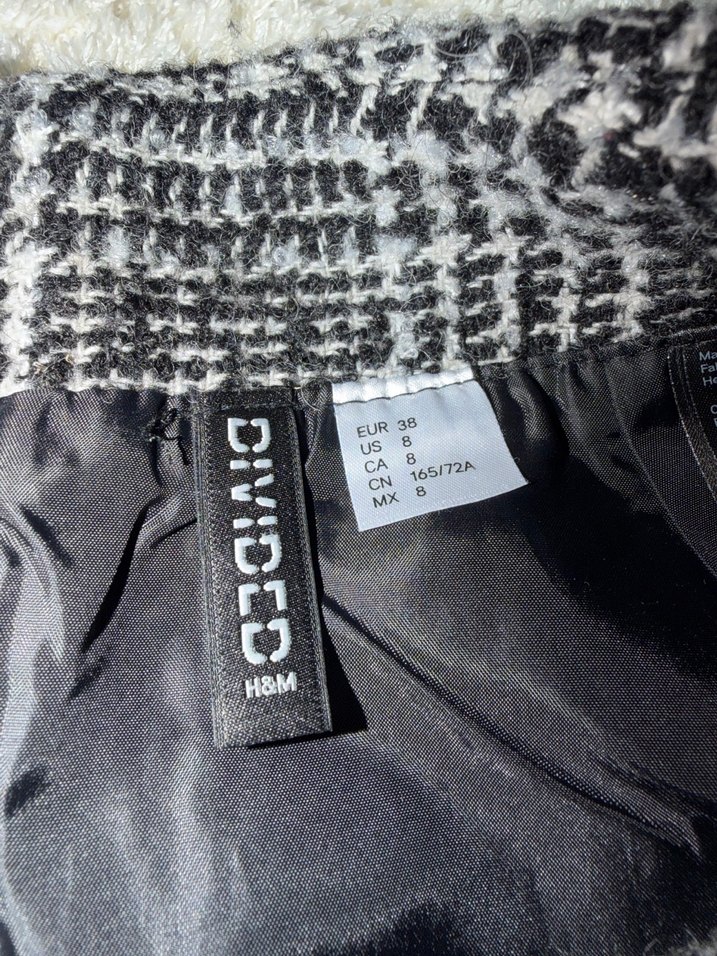 DIVIDED
H&M
EUR 38
US 8
CA 8
CN 165/72A
MX 8